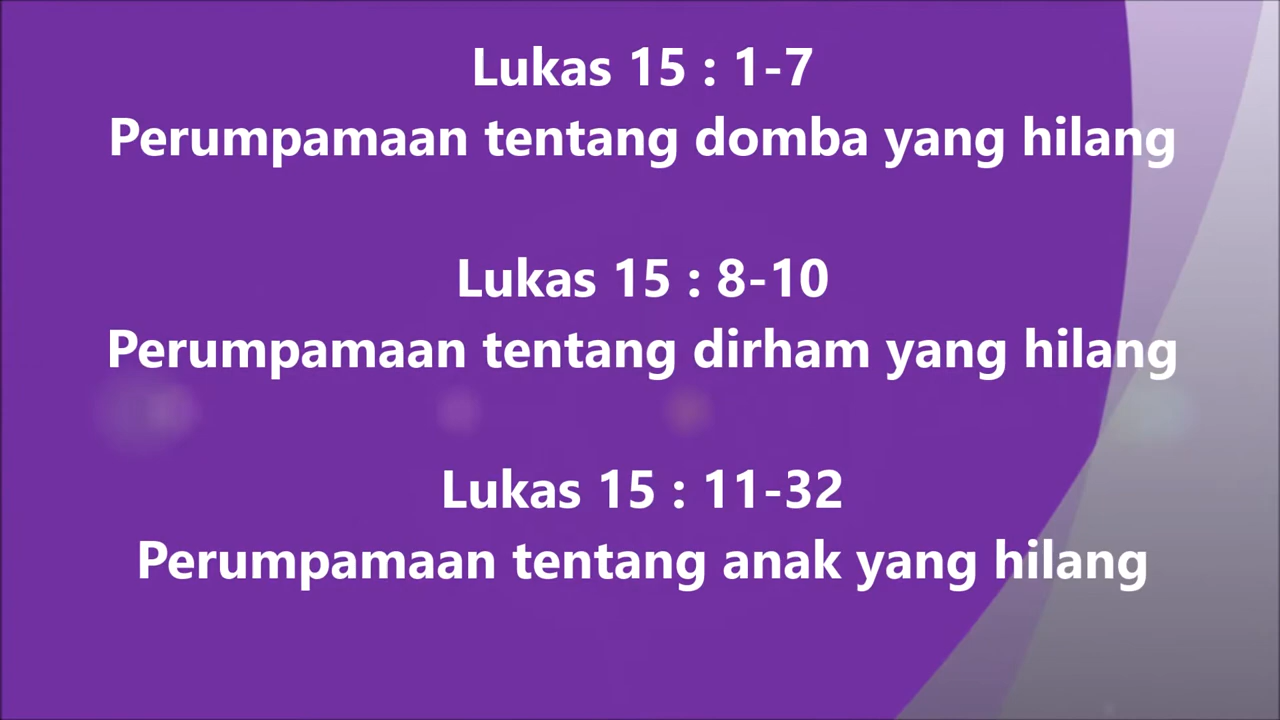 Lukas 15 : 1-7
Perumpamaan tentang domba yang hilang
Lukas 15 : 8-10
Perumpamaan tentang dirham yang hilang
Lukas 15 : 11-32
Perumpamaan tentang anak yang hilang